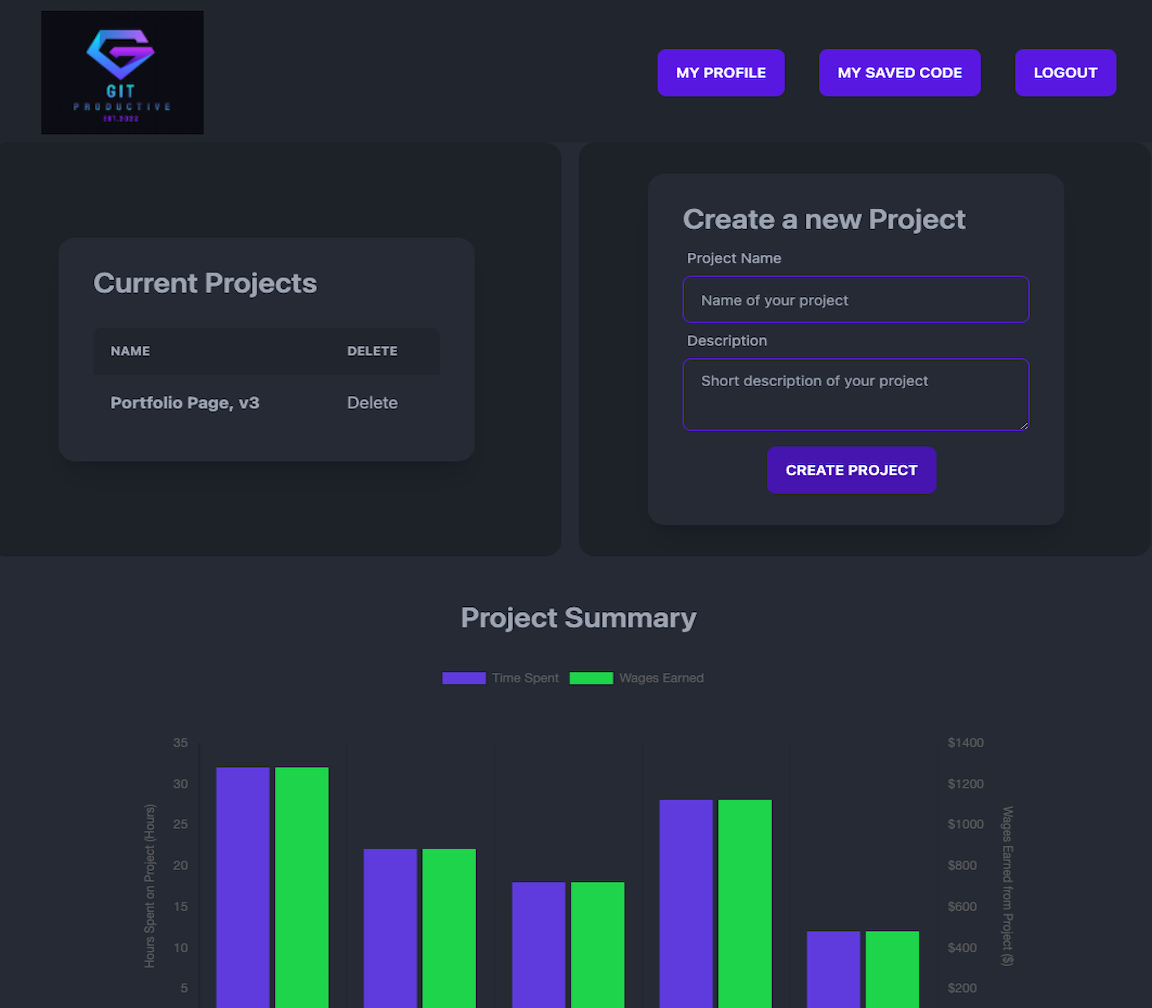 GIT
PRODUCTIVE
EST.2022
MY PROFILE
MY SAVED CODE
LOGOUT
Current Projects
NAME DELETE
Portfolio Page, v3 Delete
Create a new Project
Project Name
Name of your project
Description
Short description of your project
CREATE PROJECT
Project Summary
Time Spent Wages Earned
Hours Spent on Project (Hours)
35
30
25
20
15
10
5
$1400
$1200
$1000
$800
$600
$400
$200
Wages Earned from Project ($)